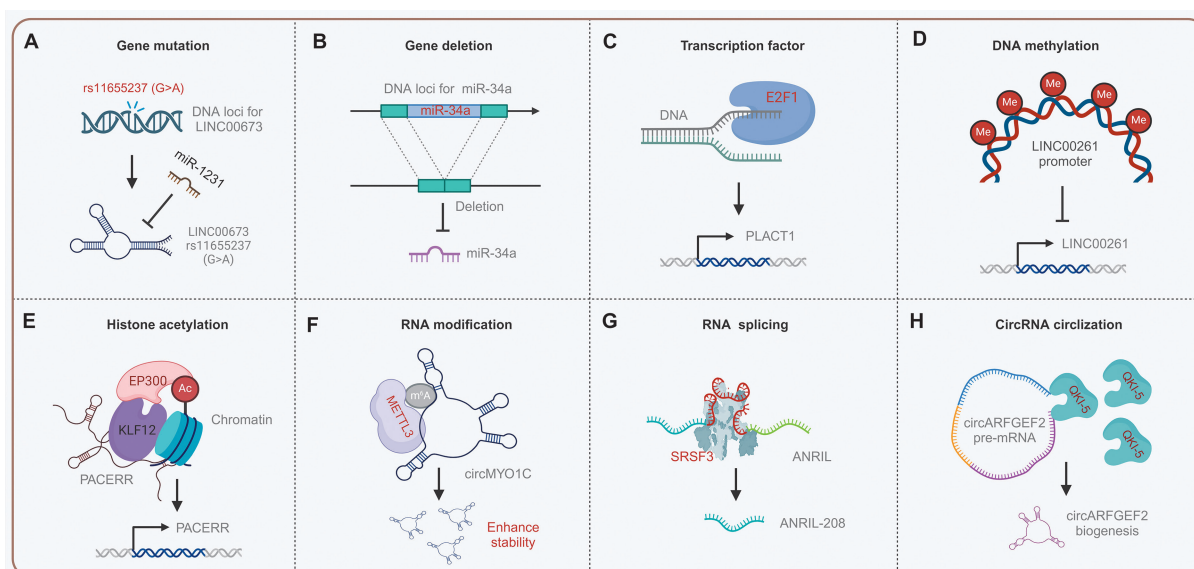 A
Gene mutation
rs11655237 (G>A)
DNA loci for
LINC00673
miR-1231
LINC00673
rs11655237
(G>A)
B
Gene deletion
DNA loci for miR-34a
miR-34a
Deletion
miR-34a
C
Transcription factor
E2F1
DNA
PLACT1
D
DNA methylation
Me
Me
Me
Me
Me
LINC00261
promoter
LINC00261
E
Histone acetylation
EP300
Ac
KLF12
Chromatin
PACERR
PACERR
F
RNA modification
m⁶A
METTL3
circMYO1C
Enhance
stability
G
RNA splicing
SRSF3
ANRIL
ANRIL-208
H
CircRNA circlization
QKI-5
QKI-5
QKI-5
circARFGEF2
pre-mRNA
circARFGEF2
biogenesis